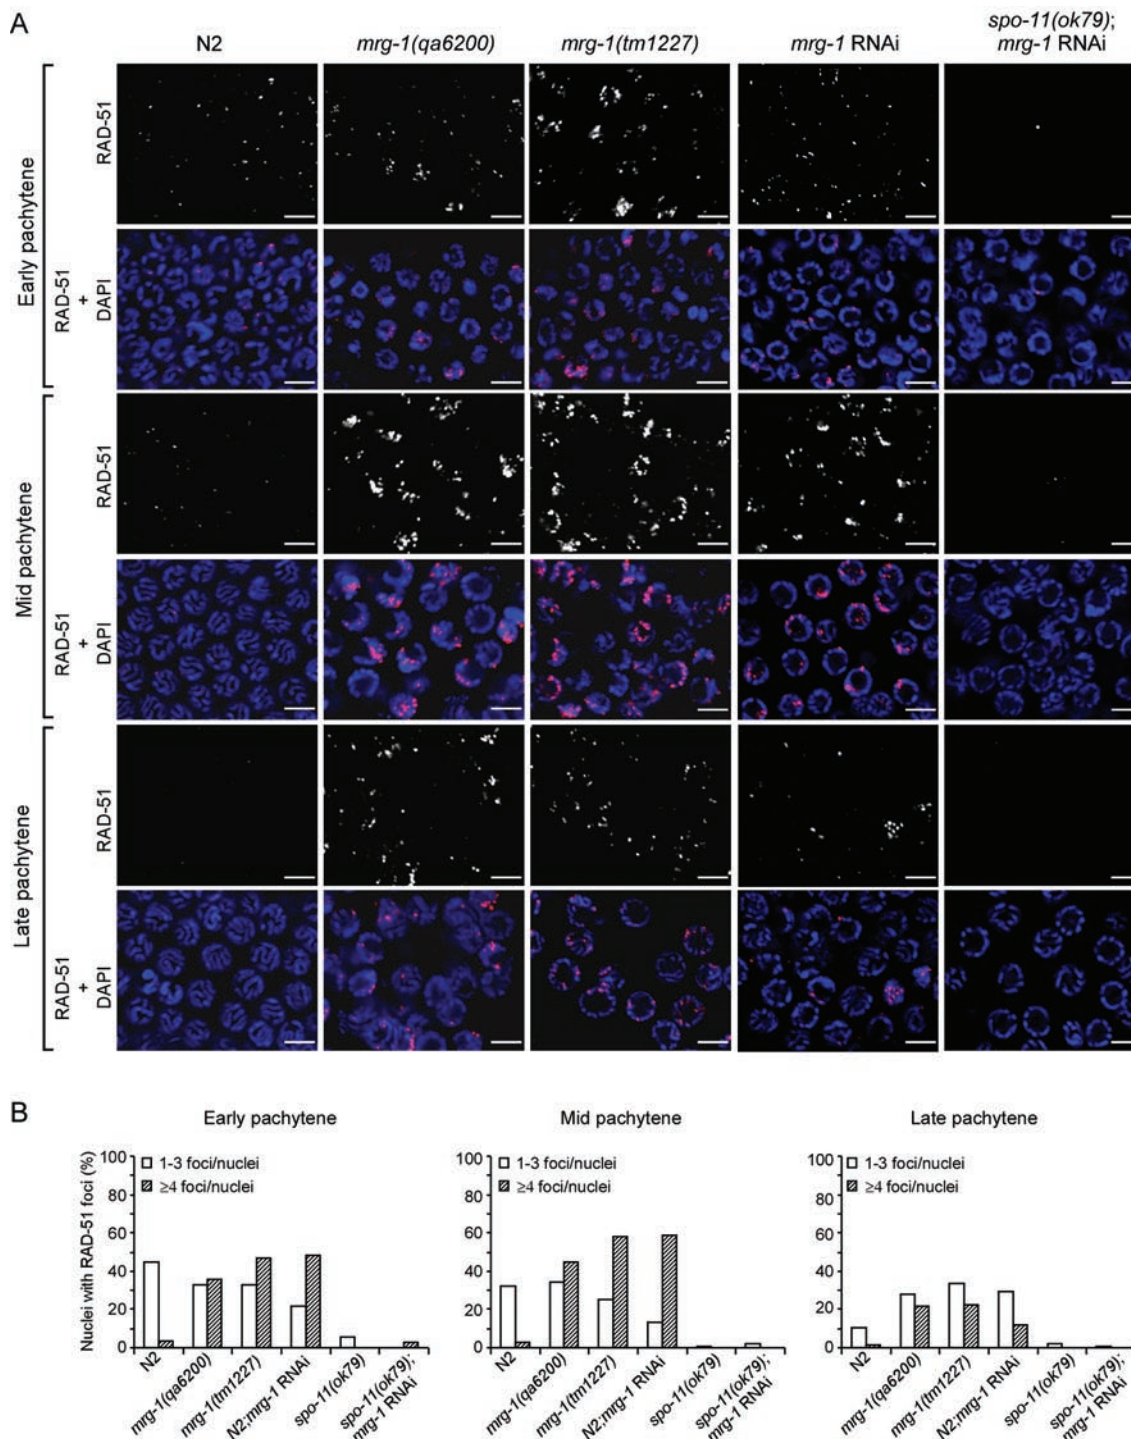 A
N2
mrg-1(qa6200)
mrg-1(tm1227)
mrg-1 RNAi
spo-11(ok79);
mrg-1 RNAi
Early pachytene
RAD-51
RAD-51
+
DAPI
Mid pachytene
RAD-51
RAD-51
+
DAPI
Late pachytene
RAD-51
RAD-51
+
DAPI
B
Early pachytene
Nuclei with RAD-51 foci (%)
100
80
60
40
20
0
1-3 foci/nuclei
≥4 foci/nuclei
N2
mrg-1(qa6200)
mrg-1(tm1227)
N2;mrg-1 RNAi
spo-11(ok79)
spo-11(ok79);
mrg-1 RNAi
Mid pachytene
100
80
60
40
20
0
1-3 foci/nuclei
≥4 foci/nuclei
N2
mrg-1(qa6200)
mrg-1(tm1227)
N2;mrg-1 RNAi
spo-11(ok79)
spo-11(ok79);
mrg-1 RNAi
Late pachytene
100
80
60
40
20
0
1-3 foci/nuclei
≥4 foci/nuclei
N2
mrg-1(qa6200)
mrg-1(tm1227)
N2;mrg-1 RNAi
spo-11(ok79)
spo-11(ok79);
mrg-1 RNAi